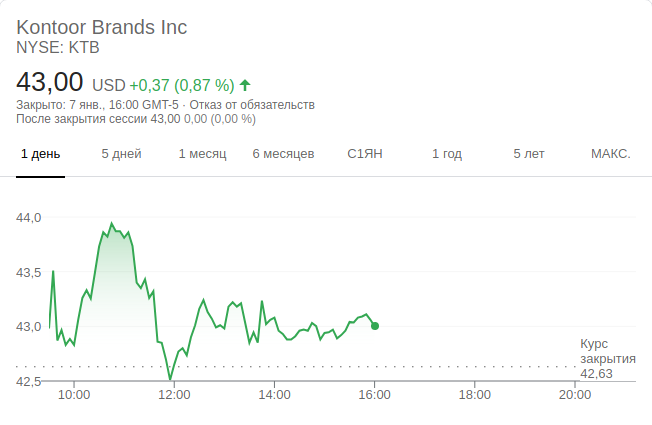 Kontoor Brands Inc
NYSE: KTB
43,00 USD +0,37 (0,87 %)
Закрыто: 7 янв., 16:00 GMT-5 · Отказ от обязательств
После закрытия сессии 43,00 0,00 (0,00 %)
1 день 5 дней 1 месяц 6 месяцев С1ЯН 1 год 5 лет МАКС.
44,0
43,5
43,0
Курс
закрытия
42,63
42,5
10:00 12:00 14:00 16:00 18:00 20:00